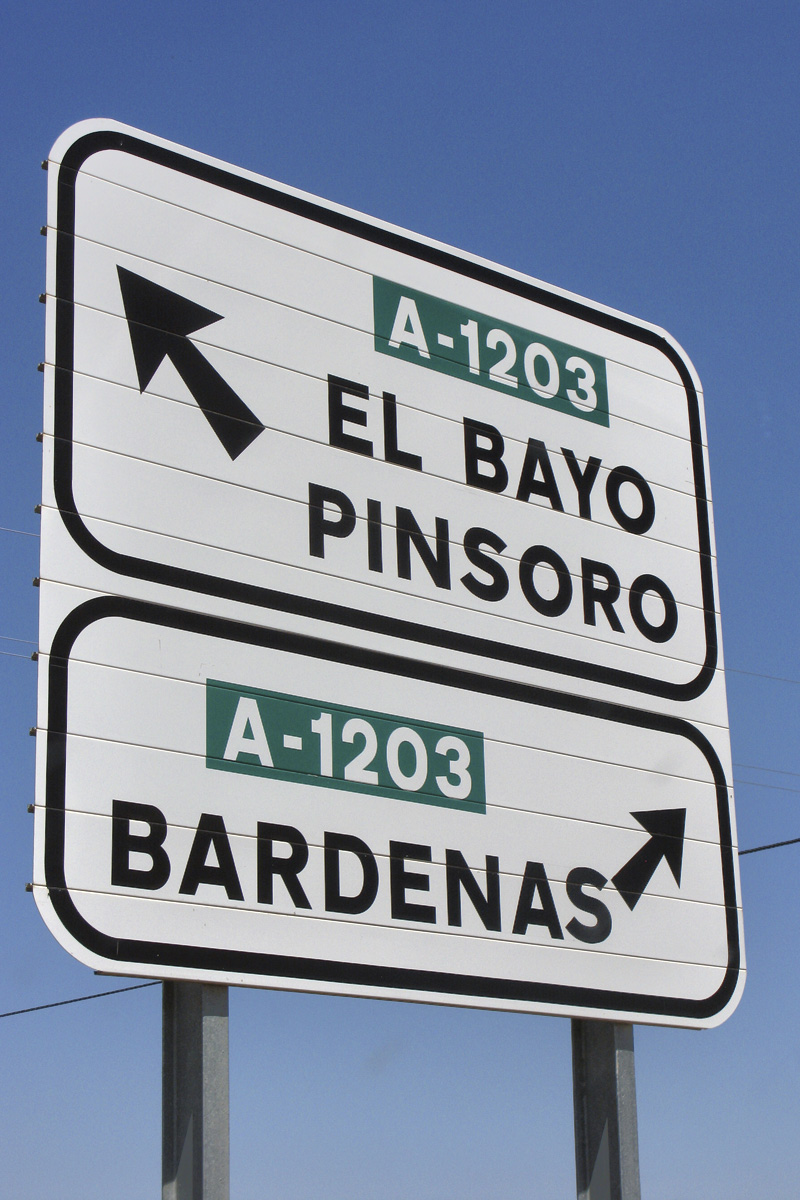 A-1203
EL BAYO
PINSORO
A-1203
BARDENAS